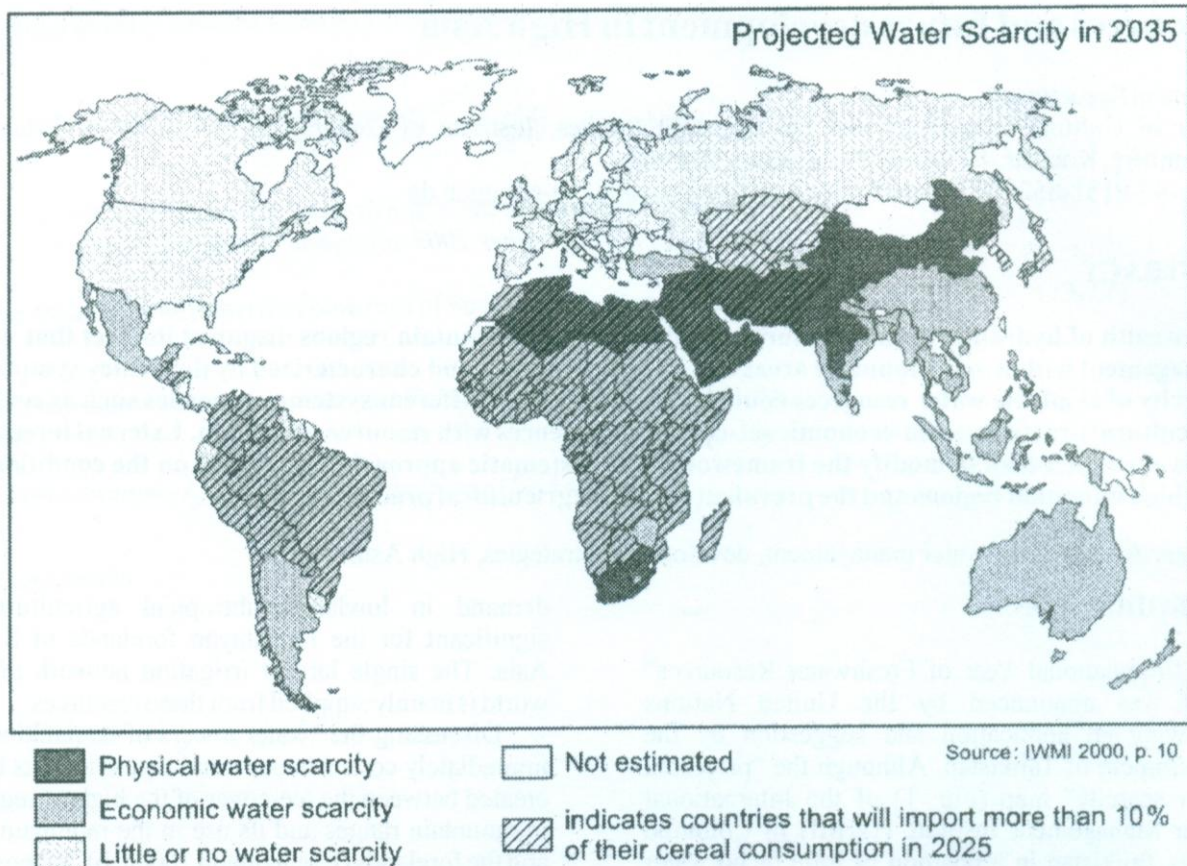 Projected Water Scarcity in 2035
Physical water scarcity
Economic water scarcity
Little or no water scarcity
Not estimated
Source: IWMI 2000, p. 10
indicates countries that will import more than 10%
of their cereal consumption in 2025